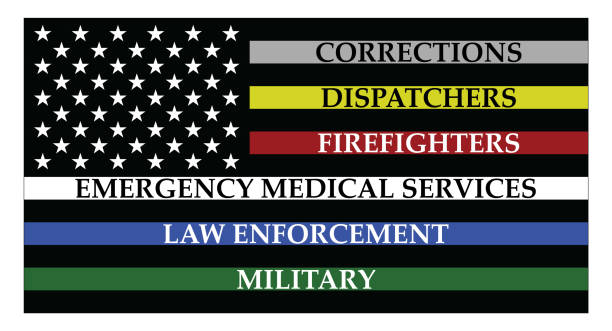 CORRECTIONS
DISPATCHERS
FIREFIGHTERS
EMERGENCY MEDICAL SERVICES
LAW ENFORCEMENT
MILITARY